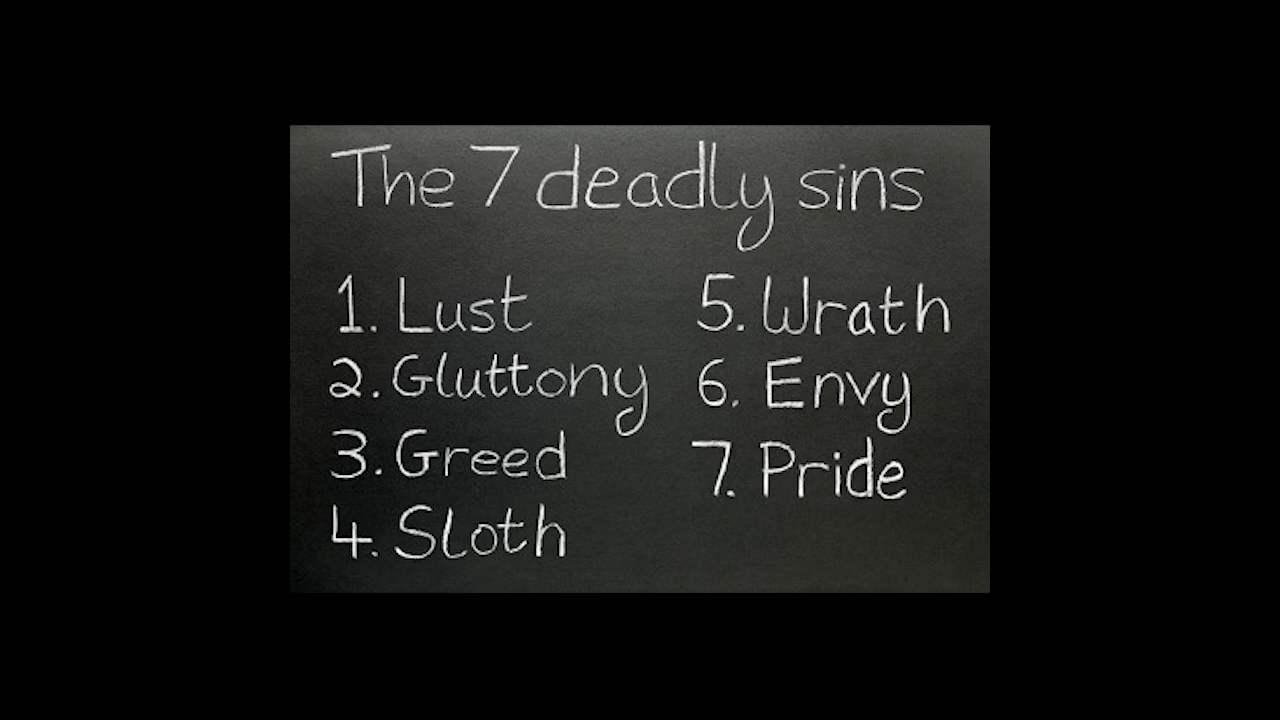 The 7 deadly sins
1. Lust
2. Gluttony
3. Greed
4. Sloth
5. Wrath
6. Envy
7. Pride